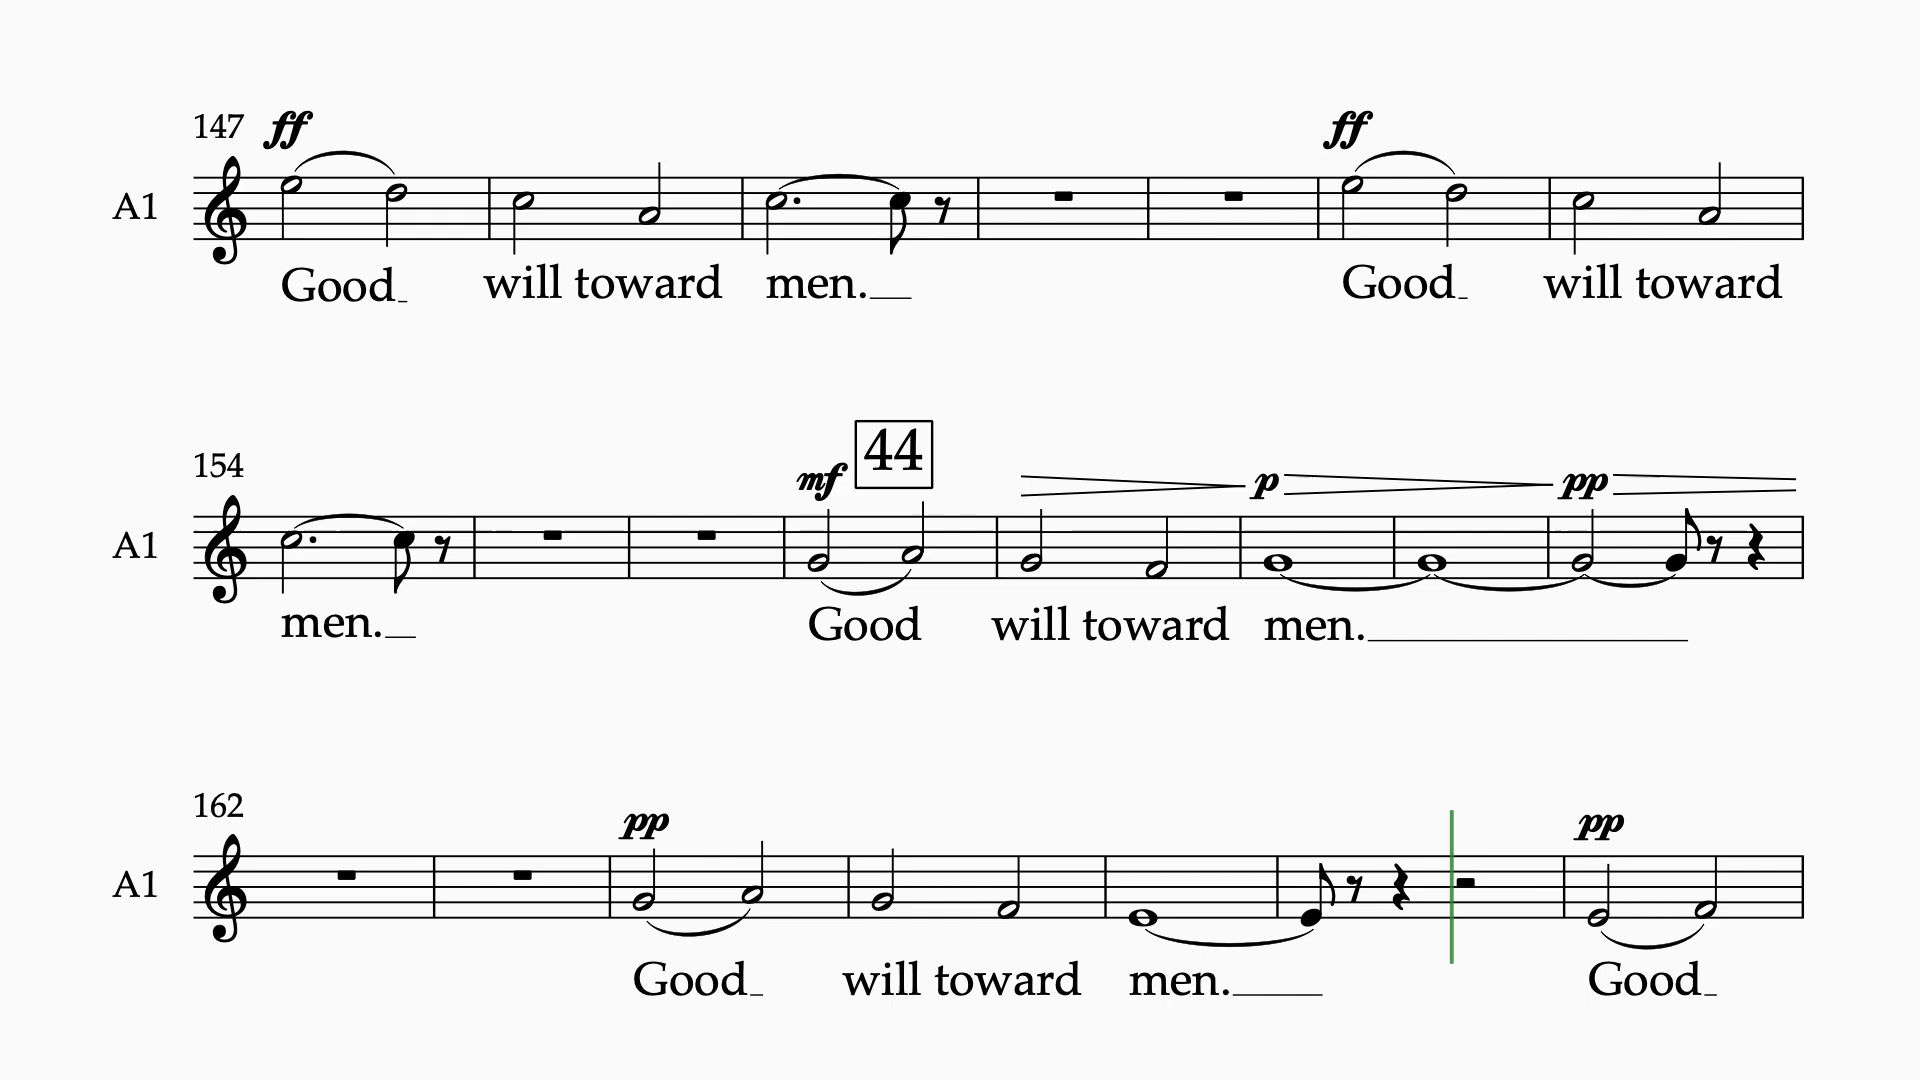 147 ff ff
A1
Good will toward men. Good will toward
44
154 mf p pp
A1
men. Good will toward men.
162 pp pp
A1
Good will toward men. Good